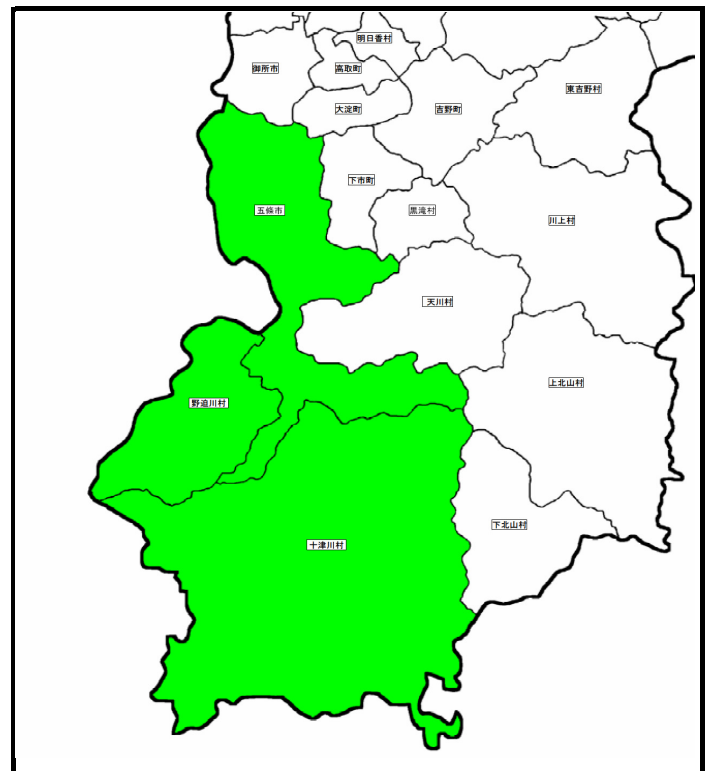 明日香村
御所市
高取町
東吉野村
大淀町
吉野町
下市町
五條市
黒滝村
川上村
天川村
上北山村
野迫川村
下北山村
十津川村